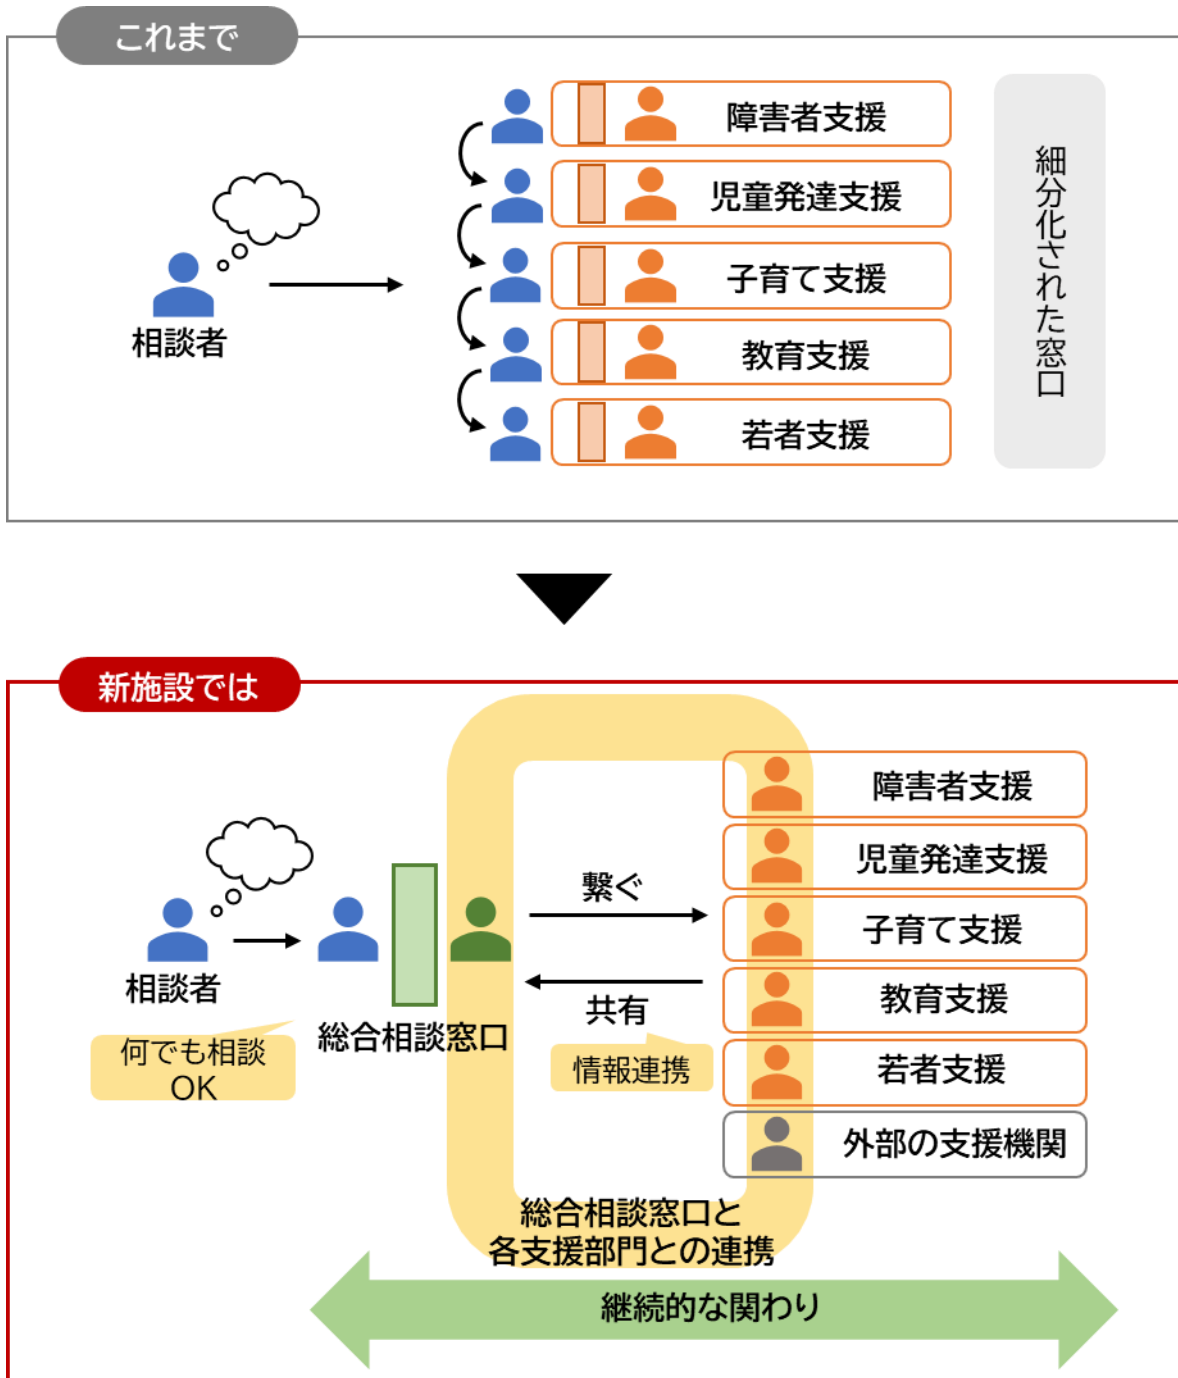 これまで
相談者
障害者支援
児童発達支援
子育て支援
教育支援
若者支援
細分化された窓口
新施設では
相談者
何でも相談
OK
総合相談窓口
繋ぐ
共有
情報連携
障害者支援
児童発達支援
子育て支援
教育支援
若者支援
外部の支援機関
総合相談窓口と
各支援部門との連携
継続的な関わり